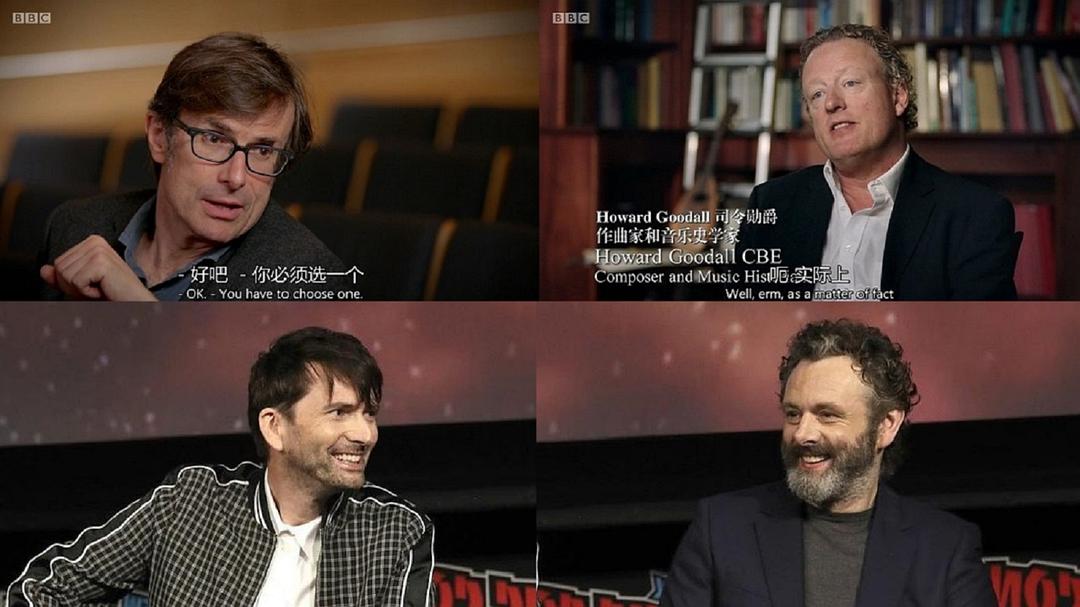 BBC
- 好吧 - 你必须选一个
- OK. - You have to choose one.
BBC
Howard Goodall 司令勋爵
作曲家和音乐史学家
Howard Goodall CBE
Composer and Music
呃 实际上
Well, erm, as a matter of fact
CON